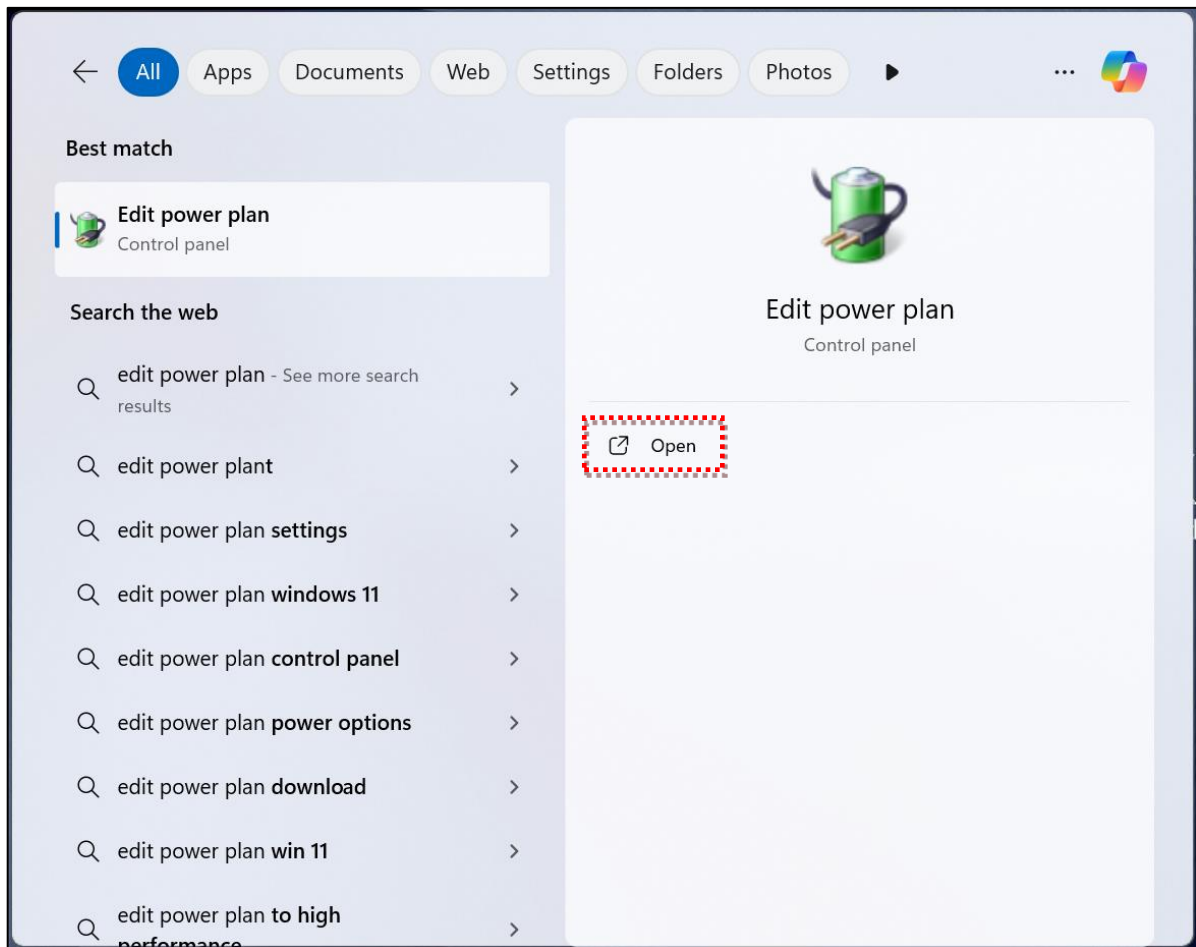 All Apps Documents Web Settings Folders Photos
Best match
Edit power plan
Control panel
Search the web
edit power plan - See more search
results
edit power plant
edit power plan settings
edit power plan windows 11
edit power plan control panel
edit power plan power options
edit power plan download
edit power plan win 11
edit power plan to high
performance
Edit power plan
Control panel
Open